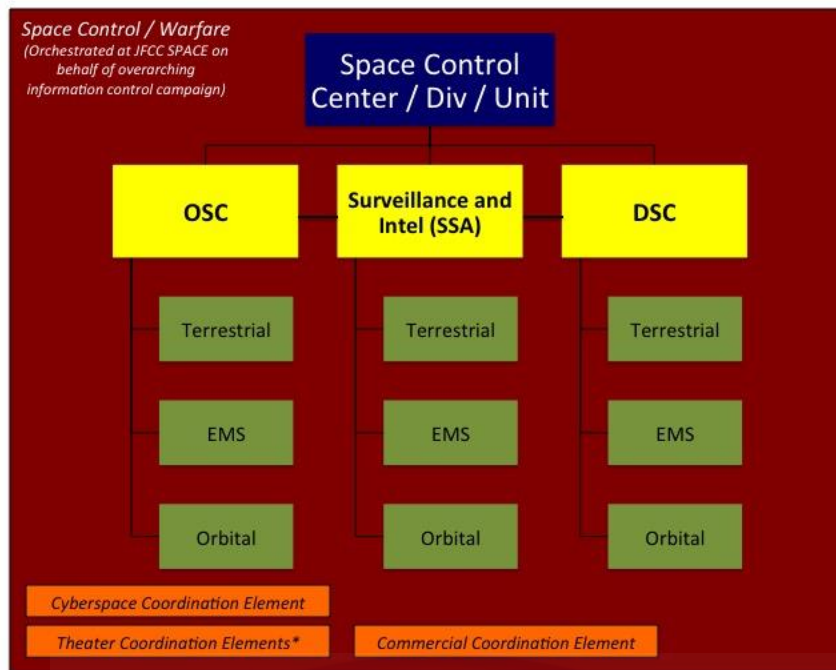 Space Control / Warfare
(Orchestrated at JFCC SPACE on
behalf of overarching
information control campaign)
Space Control
Center / Div / Unit
OSC
Surveillance and
Intel (SSA)
DSC
Terrestrial
Terrestrial
Terrestrial
EMS
EMS
EMS
Orbital
Orbital
Orbital
Cyberspace Coordination Element
Theater Coordination Elements*
Commercial Coordination Element